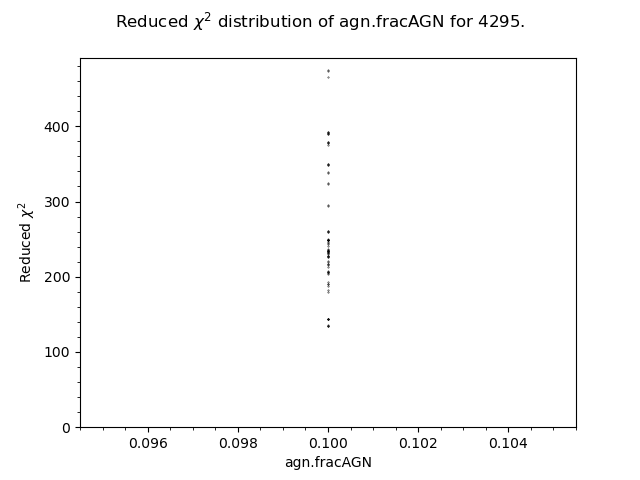 Reduced χ² distribution of agn.fracAGN for 4295.
400
300
200
100
0
Reduced χ²
0.096 0.098 0.100 0.102 0.104
agn.fracAGN